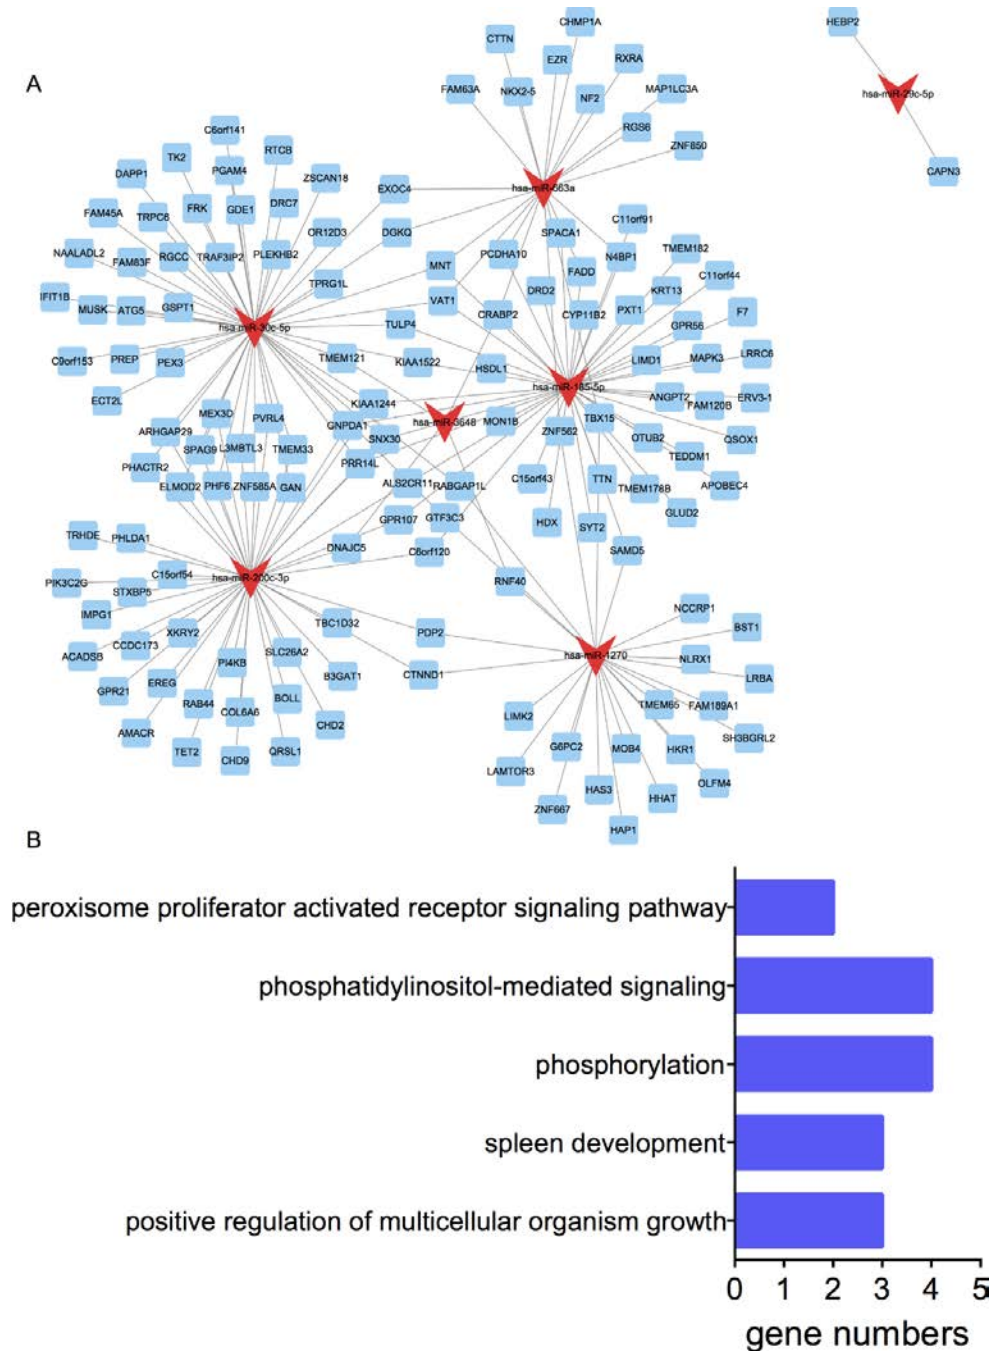 A
HEBP2
hsa-miR-29c-5p
CAPN3
CHMP1A
CTTN
EZR
RXRA
FAM63A
NKX2-5
NF2
MAP1LC3A
RGS6
ZNF850
hsa-miR-663a
C6orf141
TK2
RTCB
DAPP1
PGAM4
ZSCAN18
EXOC4
FAM45A
TRPC6
FRK
GDE1
DRC7
OR12D3
DGKQ
NAALADL2
FAM83F
RGCC
TRAF3IP2
PLEKHB2
TPRG1L
IFIT1B
MUSK
ATG5
GSPT1
hsa-miR-30c-5p
C9orf153
PREP
PEX3
ECT2L
SPACA1
C11orf91
PCDHA10
N4BP1
TMEM182
MNT
FADD
C11orf44
DRD2
KRT13
VAT1
CRABP2
CYP11B2
PXT1
F7
TULP4
GPR56
TMEM121
KIAA1522
HSDL1
LIMD1
MAPK3
LRRC6
hsa-miR-185-5p
KIAA1244
ANGPT2
FAM120B
ERV3-1
GNPDA1
hsa-miR-3648
MON1B
TBX15
SNX30
ZNF562
OTUB2
QSOX1
PRR14L
TEDDM1
MEX3D
PVRL4
ARHGAP29
SPAG9
L3MBTL3
TMEM33
PHACTR2
ELMOD2
PHF6
ZNF585A
GAN
ALS2CR11
RABGAP1L
C15orf43
TTN
TMEM178B
APOBEC4
GPR107
GTF3C3
HDX
SYT2
GLUD2
DNAJC5
C6orf120
SAMD5
TRHDE
PHLDA1
C15orf54
hsa-miR-200c-3p
RNF40
PIK3C2G
STXBP5
IMPG1
NCCRP1
BST1
ACADSB
CCDC173
XKRY2
SLC26A2
TBC1D32
PDP2
hsa-miR-1270
NLRX1
LRBA
GPR21
EREG
PI4KB
B3GAT1
CTNND1
AMACR
RAB44
COL6A6
BOLL
CHD2
TMEM65
FAM189A1
LIMK2
SH3BGRL2
TET2
CHD9
QRSL1
G6PC2
MOB4
HKR1
LAMTOR3
HAS3
HHAT
OLFM4
ZNF667
HAP1
B
peroxisome proliferator activated receptor signaling pathway
phosphatidylinositol-mediated signaling
phosphorylation
spleen development
positive regulation of multicellular organism growth
0 1 2 3 4 5
gene numbers